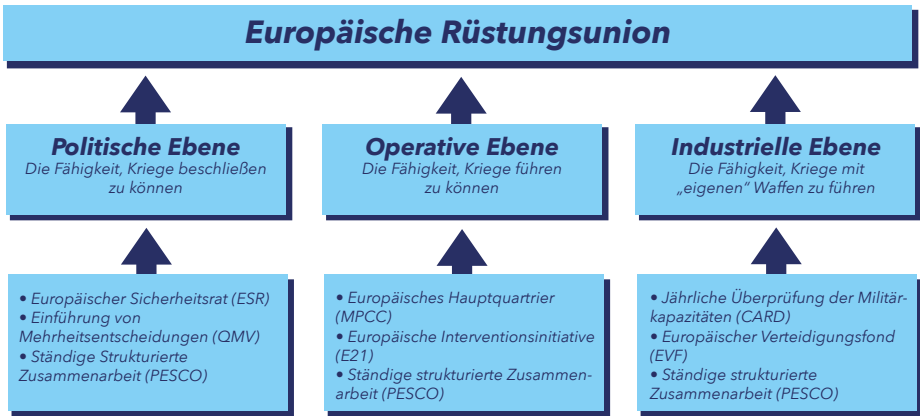 Europäische Rüstungsunion
Politische Ebene
Die Fähigkeit, Kriege beschließen
zu können
Operative Ebene
Die Fähigkeit, Kriege führen
zu können
Industrielle Ebene
Die Fähigkeit, Kriege mit
„eigenen“ Waffen zu führen
• Europäischer Sicherheitsrat (ESR)
• Einführung von
Mehrheitsentscheidungen (QMV)
• Ständige Strukturierte
Zusammenarbeit (PESCO)
• Europäisches Hauptquartier
(MPCC)
• Europäische Interventionsinitiative
(E21)
• Ständige strukturierte Zusammen-
arbeit (PESCO)
• Jährliche Überprüfung der Militär-
kapazitäten (CARD)
• Europäischer Verteidigungsfond
(EVF)
• Ständige strukturierte
Zusammenarbeit (PESCO)